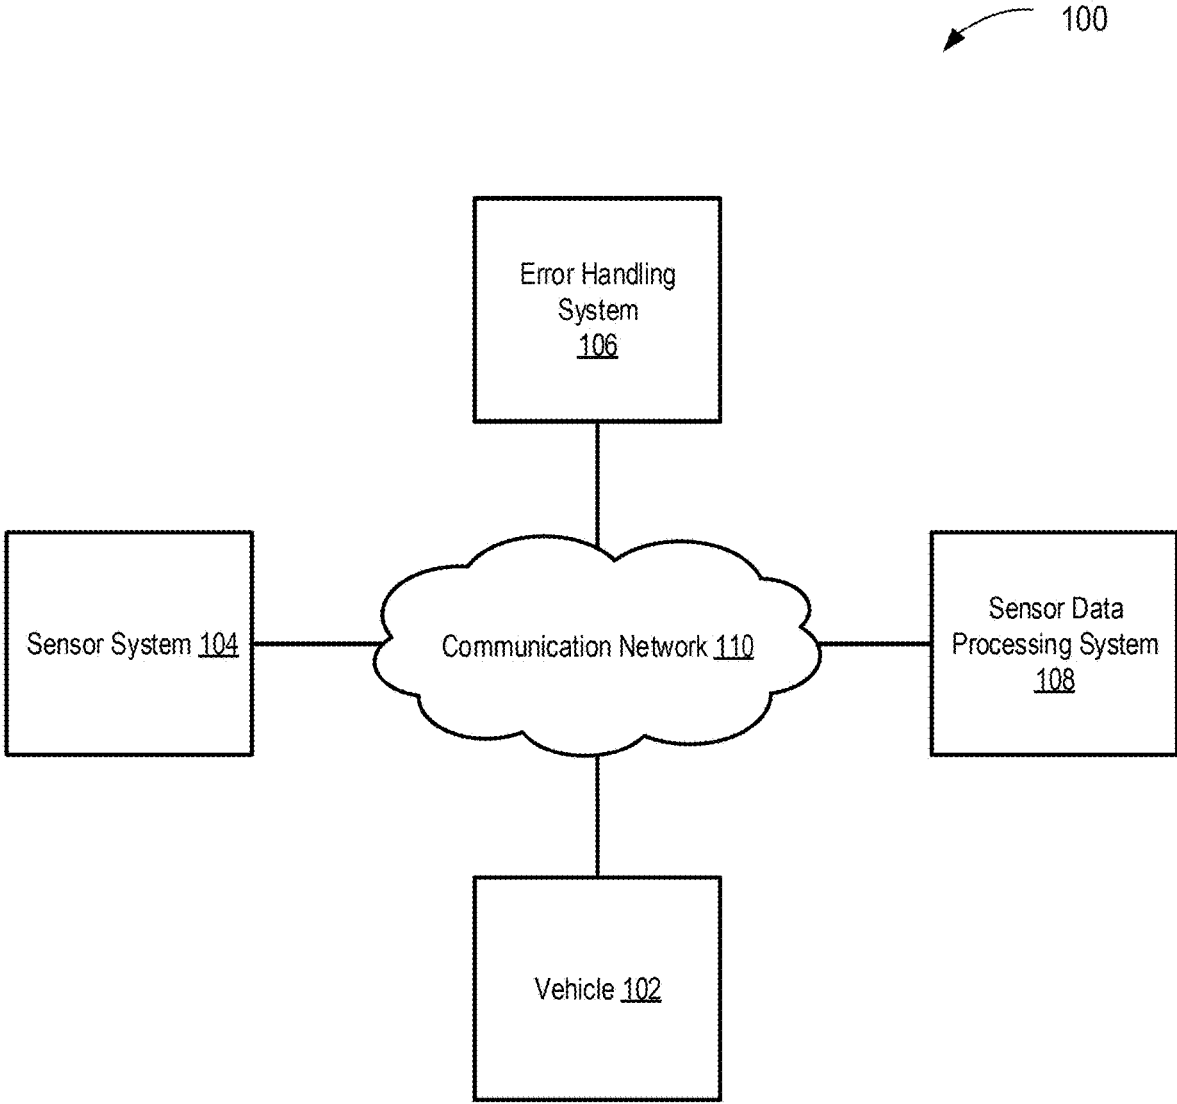 100
Error Handling
System
106
Sensor System 104
Communication Network 110
Sensor Data
Processing System
108
Vehicle 102